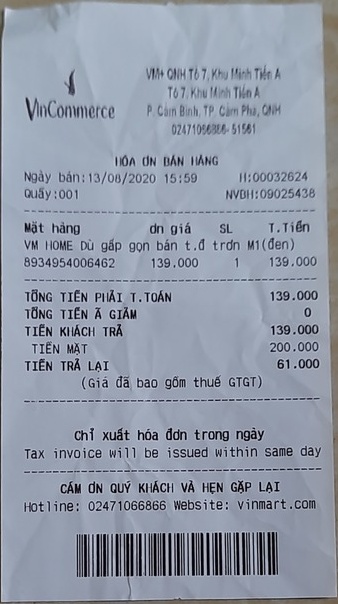 VinCommerce
VM+ QNH Tổ 7, Khu Minh Tiến A
Tổ 7, Khu Minh Tiến A
P. Cẩm Bình, TP. Cẩm Phả, QNH
02471066866-51561
HÓA ƠN BÁN HÀNG
Ngày bán:13/08/2020 15:59 H:00032624
Quầy:001 NVBH:09025438
Mặt hàng ơn giá SL T.Tiền
VM HOME Dù gấp gọn bán t.đ trơn M1(đen)
8934954006462 139.000 1 139.000
TỔNG TIỀN PHẢI T.TOÁN 139.000
TỔNG TIỀN Ã GIẢM 0
TIỀN KHÁCH TRẢ 139.000
TIỀN MẶT 200.000
TIỀN TRẢ LẠI 61.000
(Giá đã bao gồm thuế GTGT)
Chỉ xuất hóa đơn trong ngày
Tax invoice will be issued within same day
CÁM ƠN QUÝ KHÁCH VÀ HẸN GẶP LẠI
Hotline: 02471066866 Website: vinmart.com